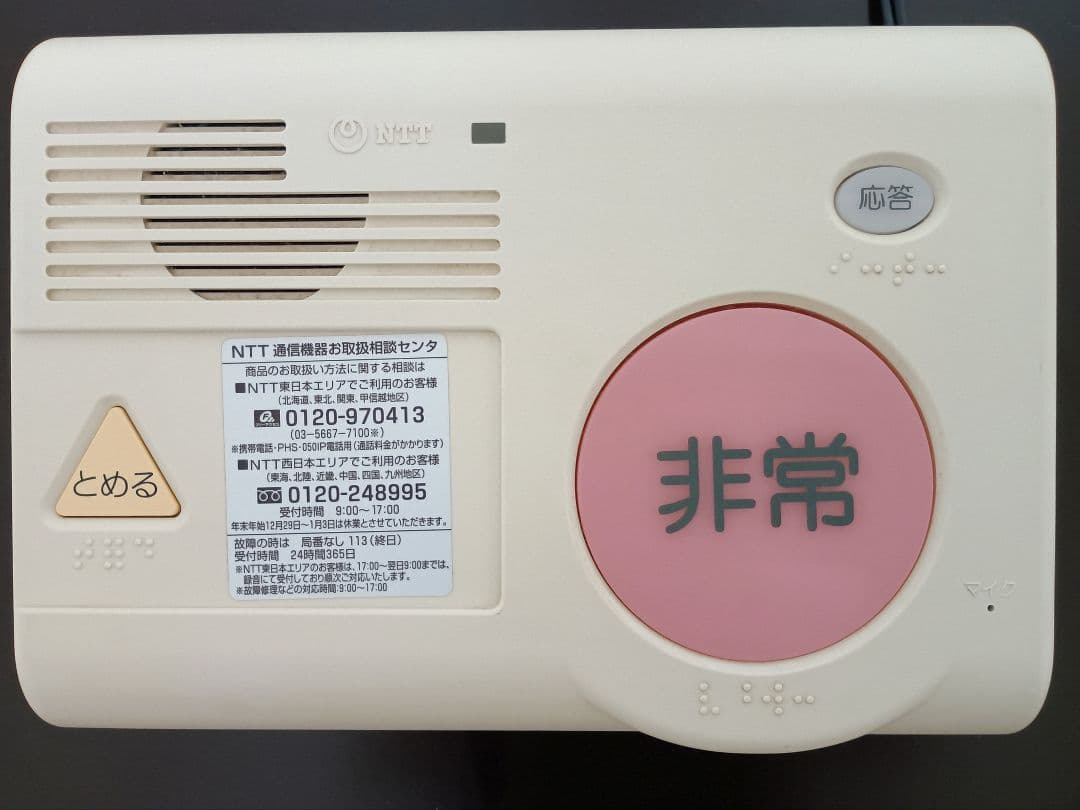 NTT
応答
NTT 通信機器お取扱相談センタ
商品のお取扱い方法に関する相談は
■NTT東日本エリアでご利用のお客様
(北海道、東北、関東、甲信越地区)
0120-970413
(03-5667-7100※)
※携帯電話・PHS・050IP電話用(通話料金がかかります)
■NTT西日本エリアでご利用のお客様
(東海、北陸、近畿、中国、四国、九州地区)
0120-248995
受付時間 9:00～17:00
年末年始12月29日～1月3日は休業とさせていただきます。
故障の時は 局番なし 113 (終日)
受付時間 24時間365日
※NTT東日本エリアのお客様は、17:00～翌日9:00までは、
録音にて受付しており順次ご対応いたします。
※故障修理などの対応時間:9:00～17:00
とめる
非常
マイク